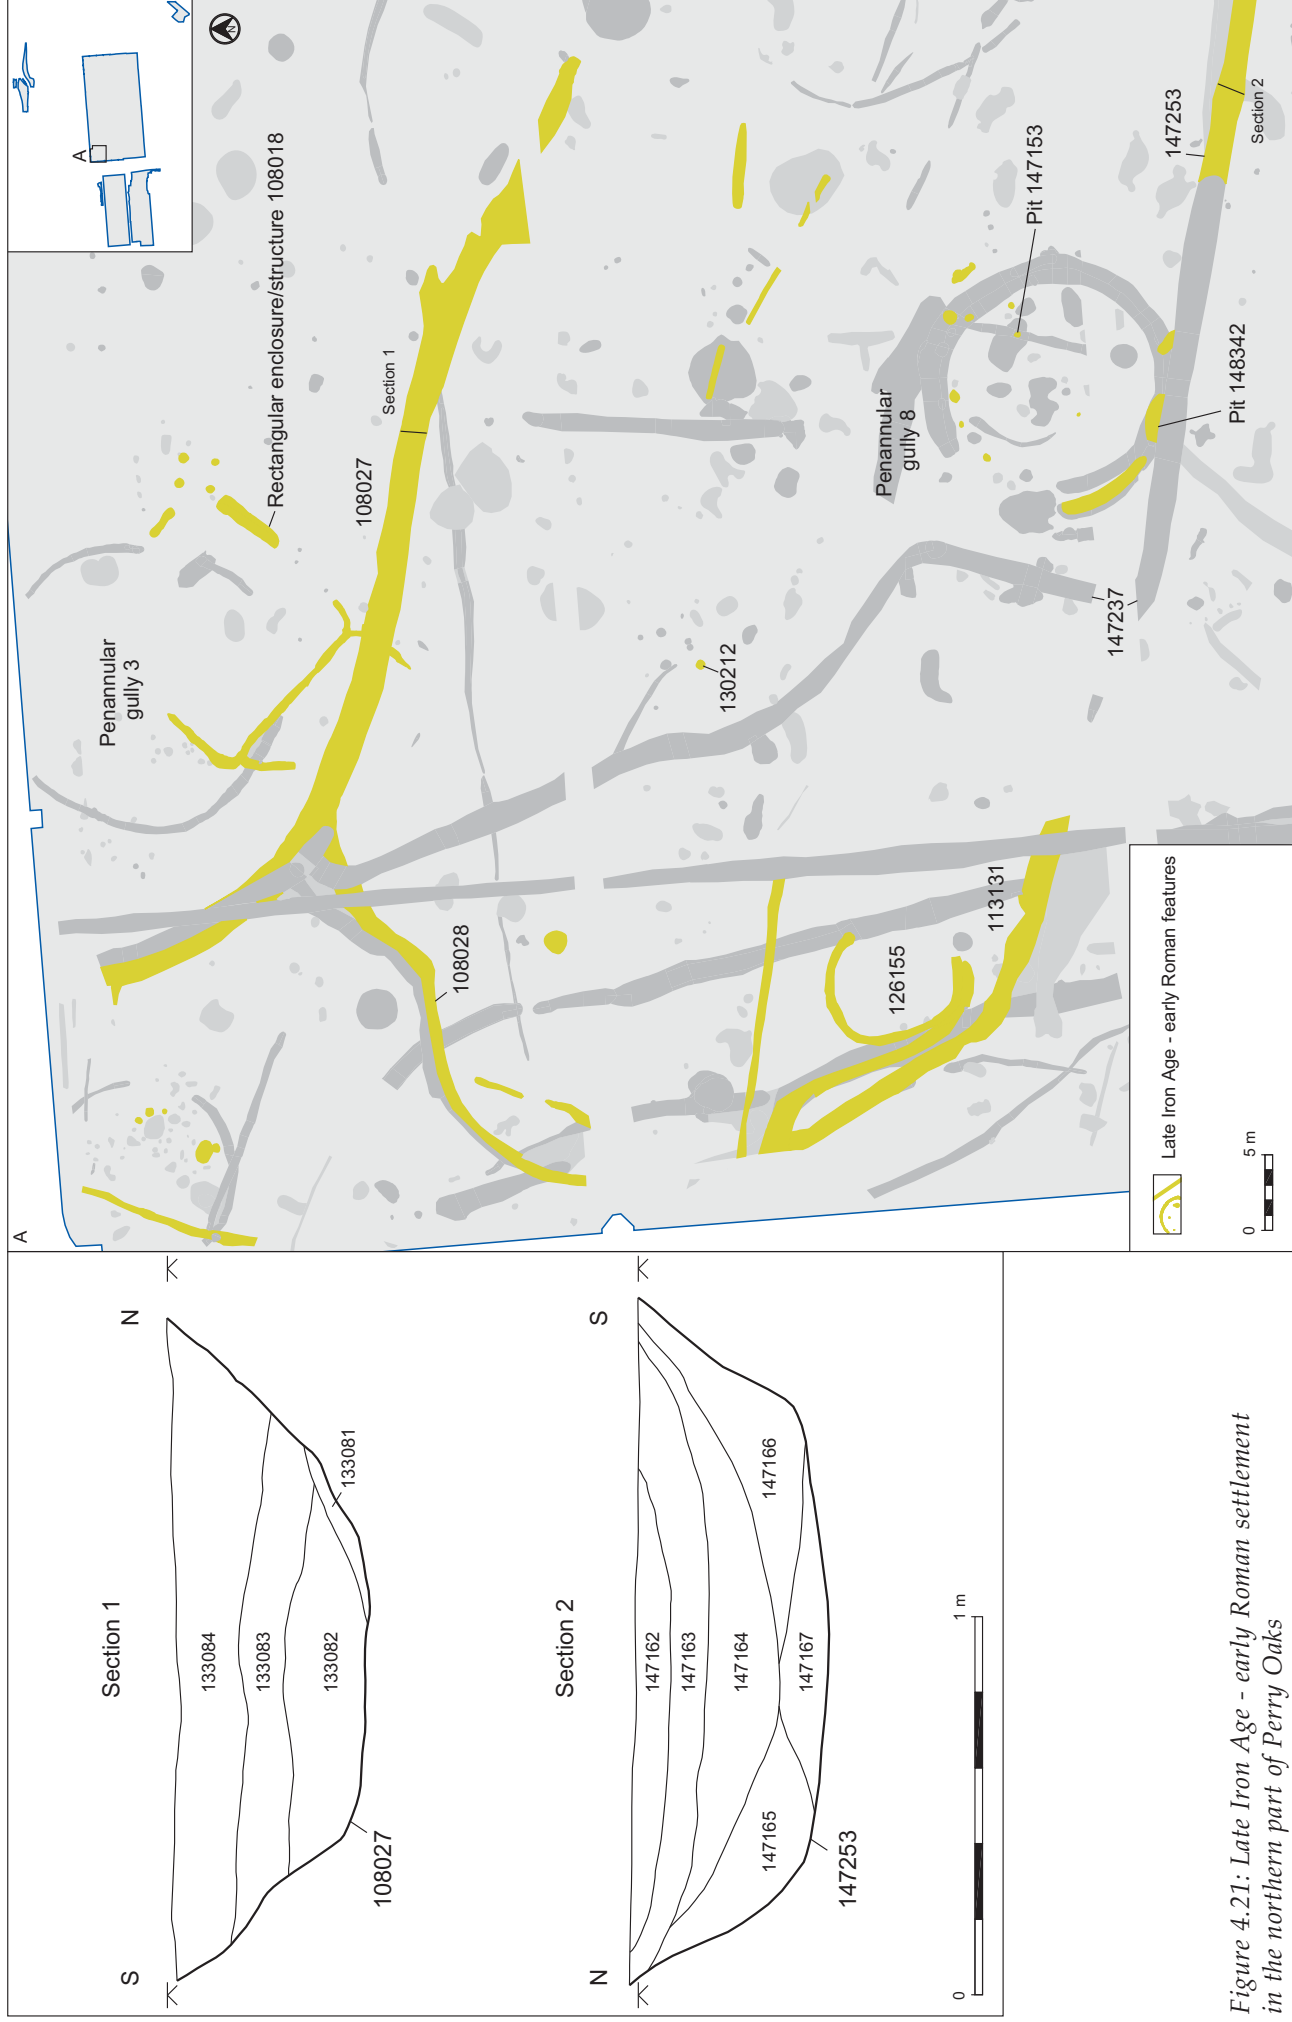 Section 1
S
N
133084
133083
133082
133081
108027
Section 2
N
S
147162
147163
147164
147165
147166
147167
147253
0
1 m
A
A
N
Penannular
gully 3
Rectangular enclosure/structure 108018
108027
Section 1
108028
130212
126155
113131
Penannular
gully 8
Pit 147153
147253
Section 2
147237
Pit 148342
Late Iron Age - early Roman features
0
5 m
Figure 4.21: Late Iron Age - early Roman settlement
in the northern part of Perry Oaks